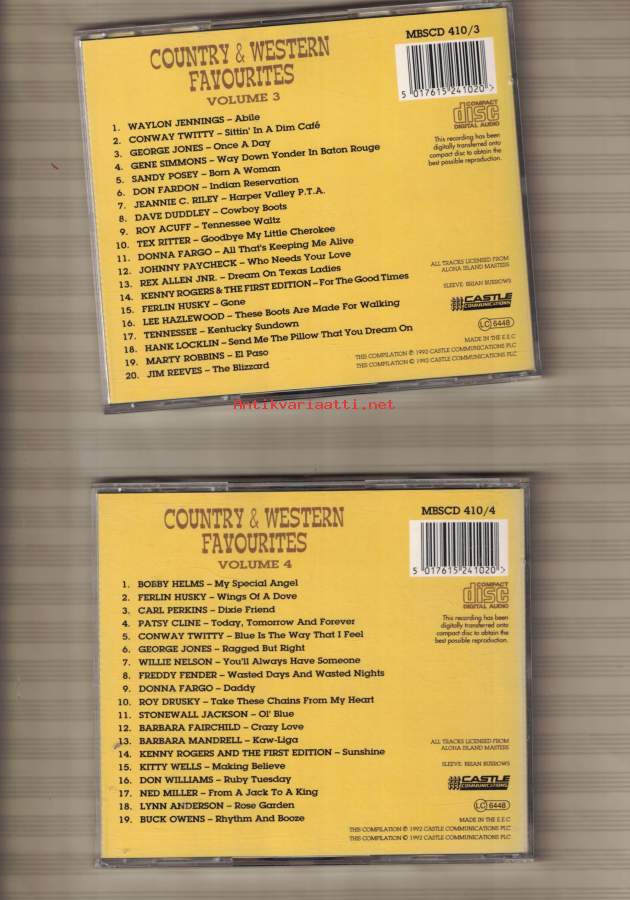 COUNTRY & WESTERN
FAVOURITES
VOLUME 3
MBSCD 410/3
5 017615 241020>
COMPACT
disc
DIGITAL AUDIO
This recording has been
digitally transferred onto
compact disc to obtain the
best possible reproduction.
1. WAYLON JENNINGS – Abile
2. CONWAY TWITTY – Sittin' In A Dim Café
3. GEORGE JONES – Once A Day
4. GENE SIMMONS – Way Down Yonder In Baton Rouge
5. SANDY POSEY – Born A Woman
6. DON FARDON – Indian Reservation
7. JEANNIE C. RILEY – Harper Valley P.T.A.
8. DAVE DUDDLEY – Cowboy Boots
9. ROY ACUFF – Tennessee Waltz
10. TEX RITTER – Goodbye My Little Cherokee
11. DONNA FARGO – All That's Keeping Me Alive
12. JOHNNY PAYCHECK – Who Needs Your Love
13. REX ALLEN JNR. – Dream On Texas Ladies
14. KENNY ROGERS & THE FIRST EDITION – For The Good Times
15. FERLIN HUSKY – Gone
16. LEE HAZLEWOOD – These Boots Are Made For Walking
17. TENNESSEE – Kentucky Sundown
18. HANK LOCKLIN – Send Me The Pillow That You Dream On
19. MARTY ROBBINS – El Paso
20. JIM REEVES – The Blizzard
ALL TRACKS LICENSED FROM
ALOHA ISLAND MASTERS
SLEEVE: BRIAN BURROWS
CASTLE
COMMUNICATIONS
LC 6448
MADE IN THE E.E.C
THIS COMPILATION ℗ 1992 CASTLE COMMUNICATIONS PLC
THIS COMPILATION © 1992 CASTLE COMMUNICATIONS PLC
Antikvariaatti.net
COUNTRY & WESTERN
FAVOURITES
VOLUME 4
MBSCD 410/4
5 017615 241020>
COMPACT
disc
DIGITAL AUDIO
This recording has been
digitally transferred onto
compact disc to obtain the
best possible reproduction.
1. BOBBY HELMS – My Special Angel
2. FERLIN HUSKY – Wings Of A Dove
3. CARL PERKINS – Dixie Friend
4. PATSY CLINE – Today, Tomorrow And Forever
5. CONWAY TWITTY – Blue Is The Way That I Feel
6. GEORGE JONES – Ragged But Right
7. WILLIE NELSON – You'll Always Have Someone
8. FREDDY FENDER – Wasted Days And Wasted Nights
9. DONNA FARGO – Daddy
10. ROY DRUSKY – Take These Chains From My Heart
11. STONEWALL JACKSON – Ol' Blue
12. BARBARA FAIRCHILD – Crazy Love
13. BARBARA MANDRELL – Kaw-Liga
14. KENNY ROGERS AND THE FIRST EDITION – Sunshine
15. KITTY WELLS – Making Believe
16. DON WILLIAMS – Ruby Tuesday
17. NED MILLER – From A Jack To A King
18. LYNN ANDERSON – Rose Garden
19. BUCK OWENS – Rhythm And Booze
ALL TRACKS LICENSED FROM
ALOHA ISLAND MASTERS
SLEEVE: BRIAN BURROWS
CASTLE
COMMUNICATIONS
LC 6448
MADE IN THE E.E.C
THIS COMPILATION ℗ 1992 CASTLE COMMUNICATIONS PLC
THIS COMPILATION © 1992 CASTLE COMMUNICATIONS PLC